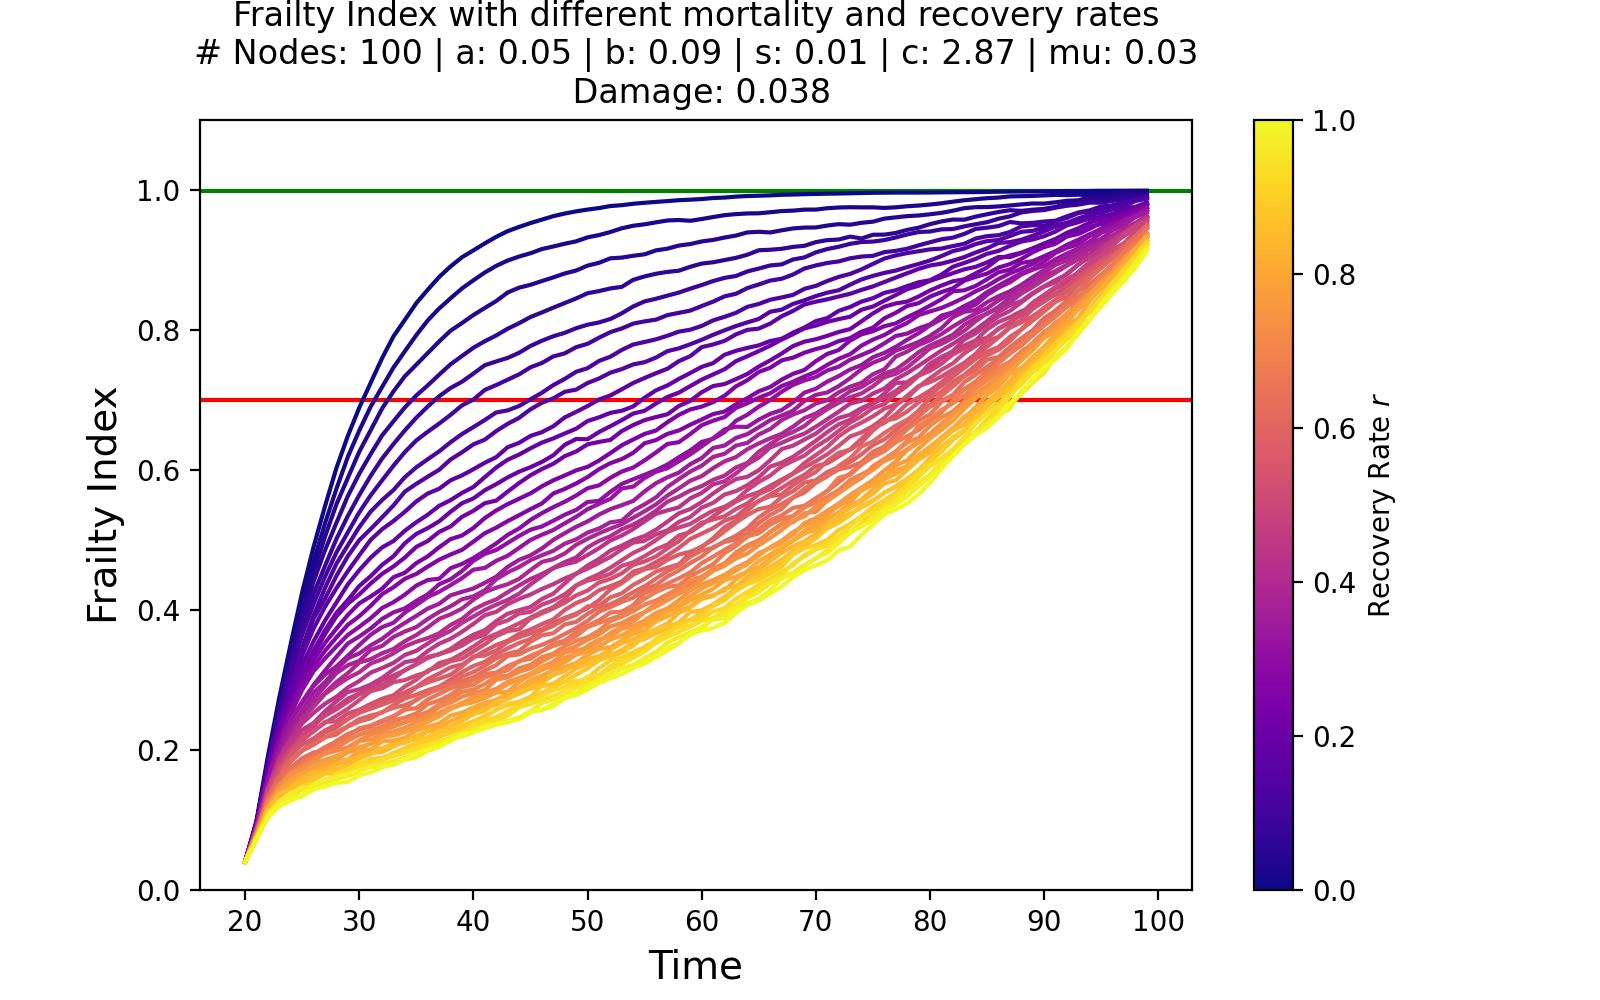 Frailty Index with different mortality and recovery rates
# Nodes: 100 | a: 0.05 | b: 0.09 | s: 0.01 | c: 2.87 | mu: 0.03
Damage: 0.038
Frailty Index
1.0
0.8
0.6
0.4
0.2
0.0
20 30 40 50 60 70 80 90 100
Time
1.0
0.8
0.6
0.4
0.2
0.0
Recovery Rate r